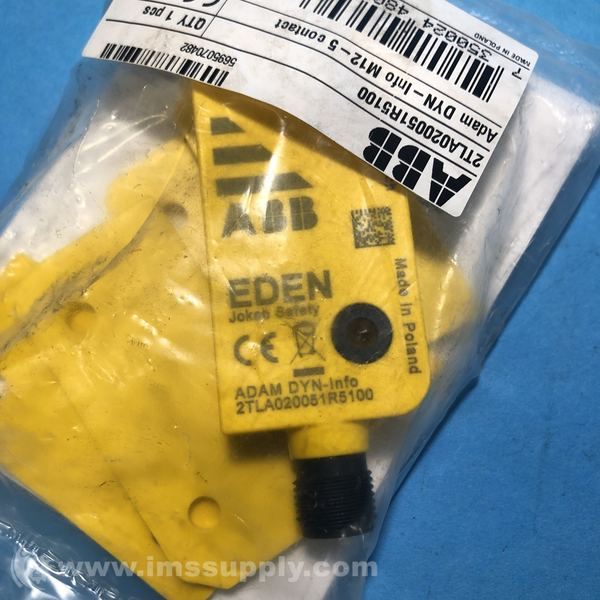 ABB
2TLA020051R5100
Adam DYN-Info M12-5 contact
QTY 1 pcs
5695070482
MADE IN POLAND
ABB
EDEN
Jokab Safety
CE
ADAM DYN-Info
2TLA020051R5100
Made in Poland
www.imssupply.com